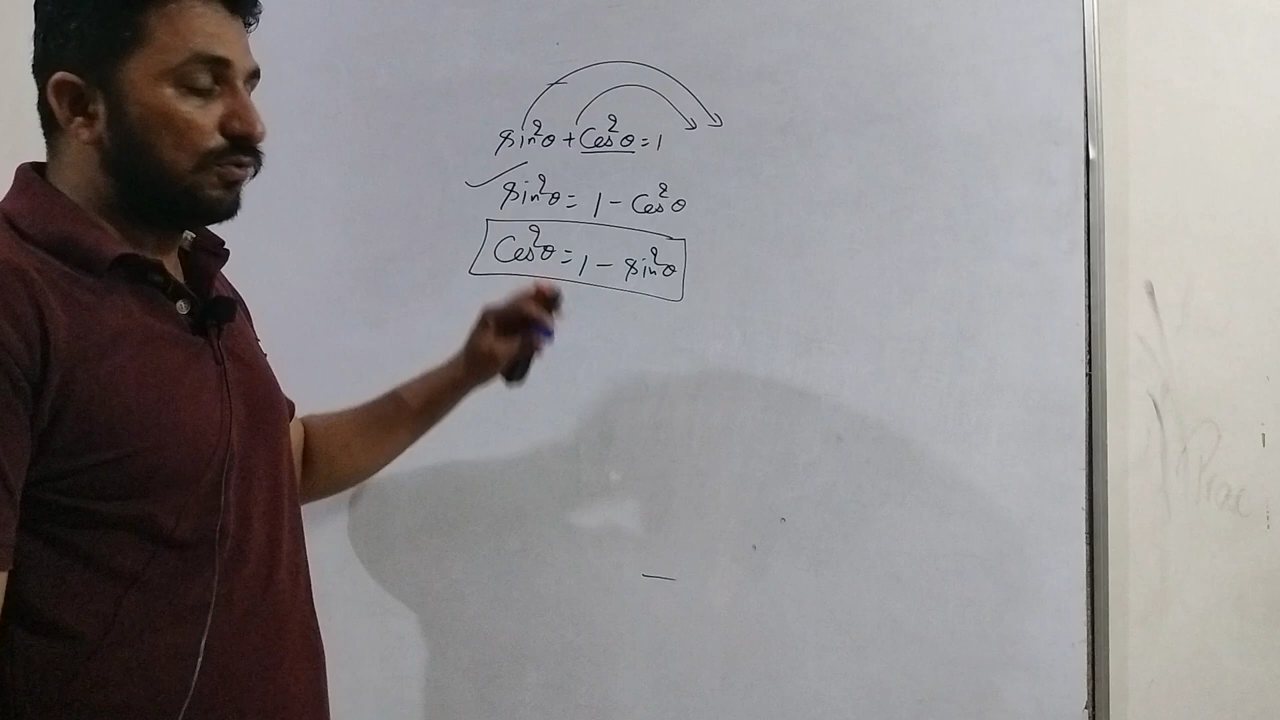 sin²θ + Cos²θ = 1
sin²θ = 1 - Cos²θ
Cos²θ = 1 - sin²θ